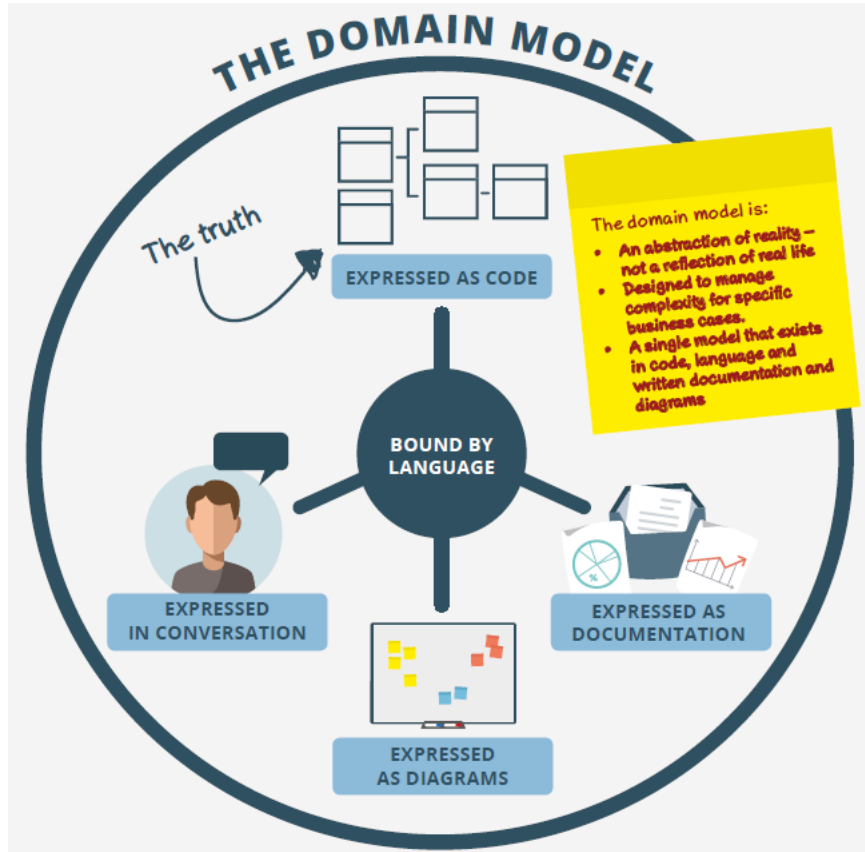 THE DOMAIN MODEL
The truth
EXPRESSED AS CODE
The domain model is:
• An abstraction of reality –
not a reflection of real life
• Designed to manage
complexity for specific
business cases.
• A single model that exists
in code, language and
written documentation and
diagrams
BOUND BY
LANGUAGE
EXPRESSED
IN CONVERSATION
%
EXPRESSED AS
DOCUMENTATION
EXPRESSED
AS DIAGRAMS